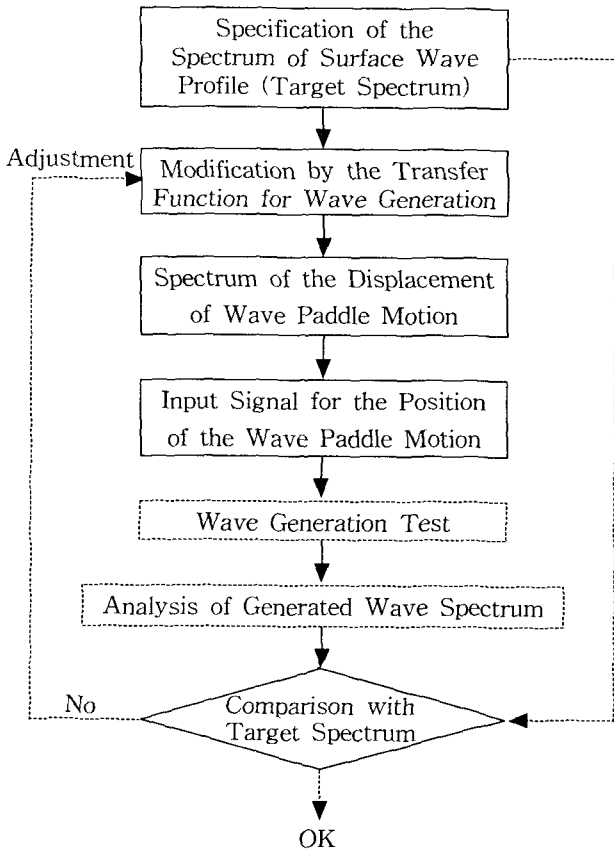 Specification of the
Spectrum of Surface Wave
Profile (Target Spectrum)
Adjustment
Modification by the Transfer
Function for Wave Generation
Spectrum of the Displacement
of Wave Paddle Motion
Input Signal for the Position
of the Wave Paddle Motion
Wave Generation Test
Analysis of Generated Wave Spectrum
No
Comparison with
Target Spectrum
OK